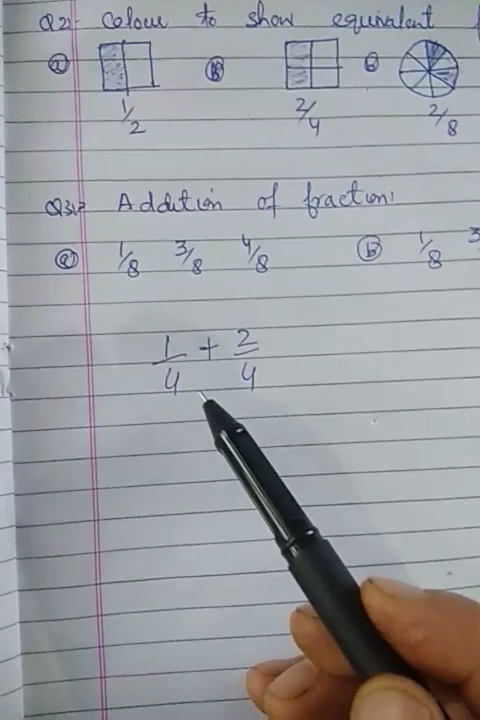 Q2:- Colour to show equivalent
(a) (b) (c)
1/2 2/4 2/8
Q3:- Addition of fraction:
(a) 1/8 3/8 4/8 (b) 1/8 3
1/4 + 2/4